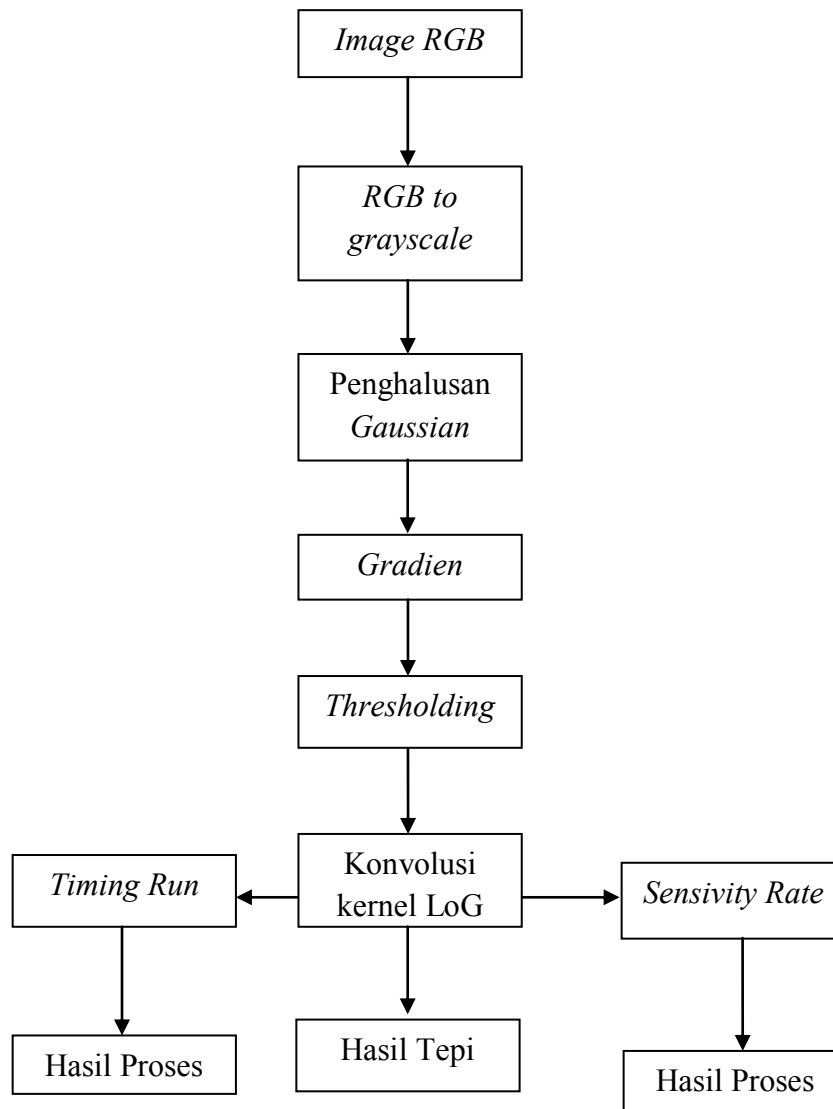 Image RGB
RGB to
grayscale
Penghalusan
Gaussian
Gradien
Thresholding
Konvolusi
kernel LoG
Timing Run
Sensivity Rate
Hasil Proses
Hasil Tepi
Hasil Proses